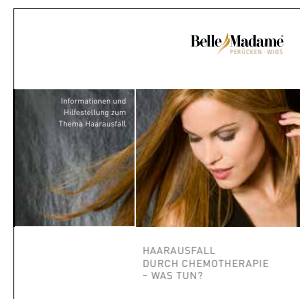 Belle Madame
PERÜCKEN · WIGS
Informationen und
Hilfestellung zum
Thema Haarausfall
HAARAUSFALL
DURCH CHEMOTHERAPIE
– WAS TUN?